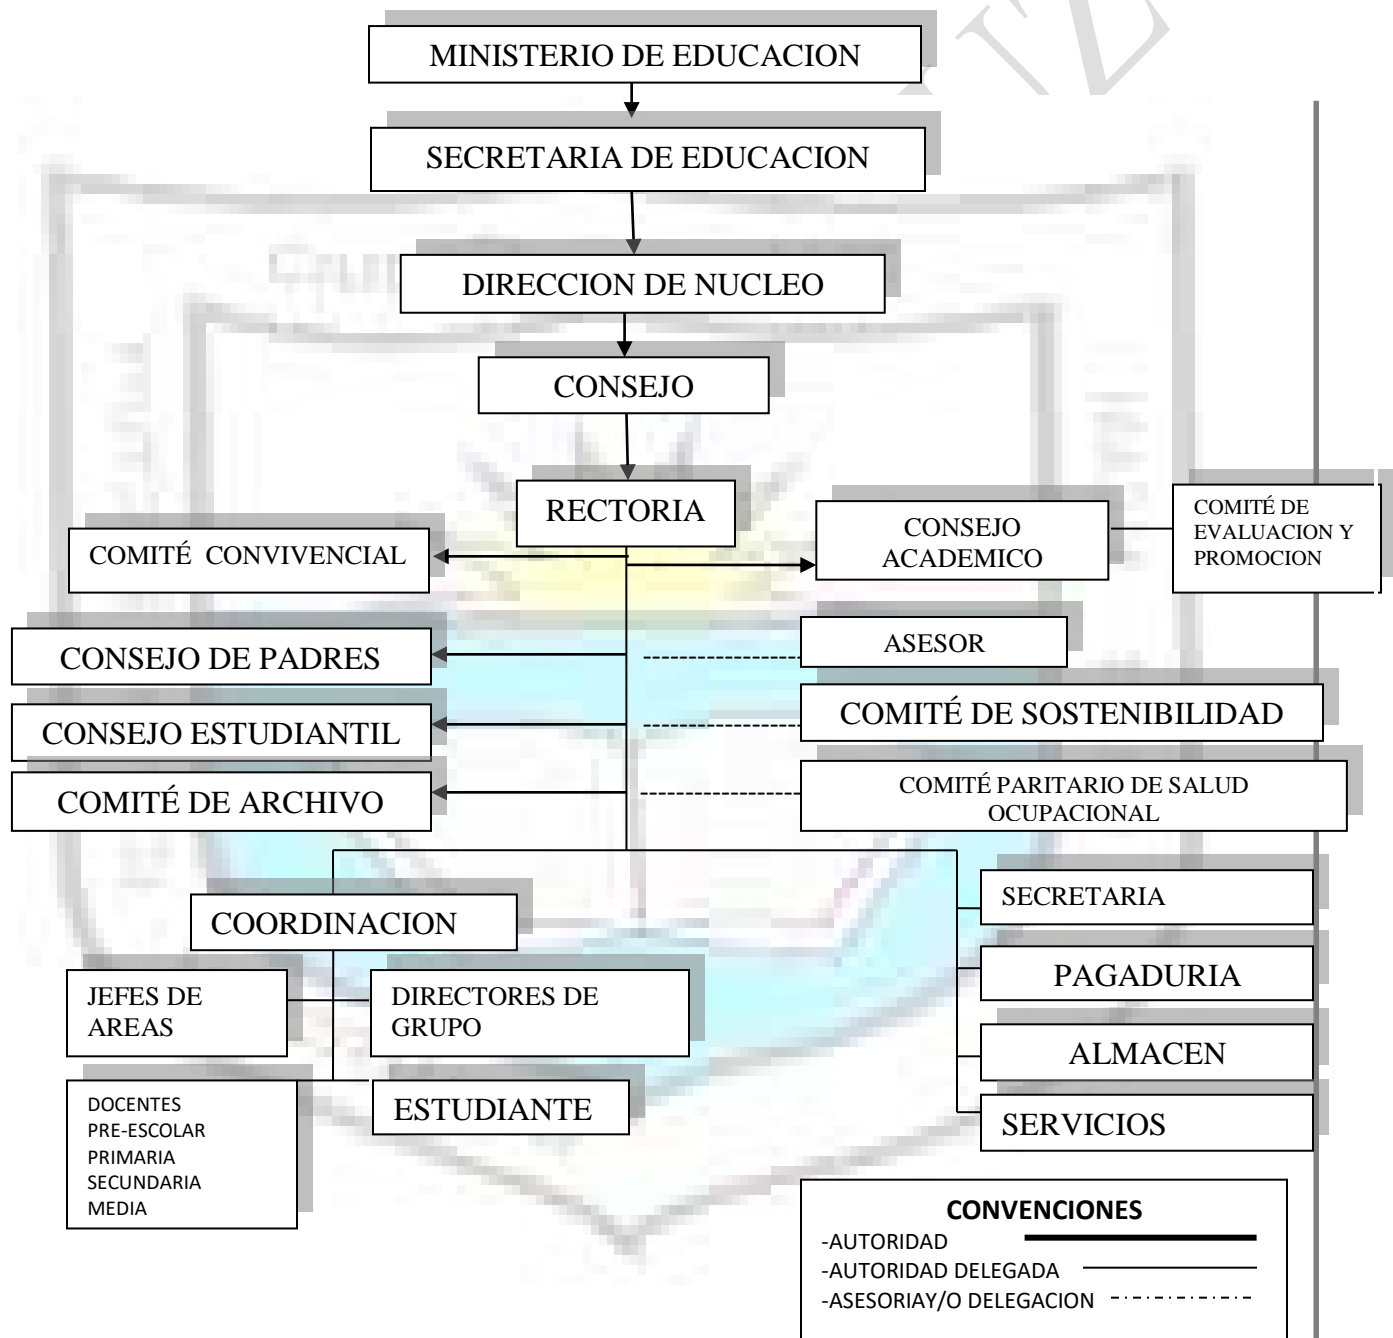 MINISTERIO DE EDUCACION
SECRETARIA DE EDUCACION
DIRECCION DE NUCLEO
CONSEJO
RECTORIA
COMITÉ CONVIVENCIAL
CONSEJO
ACADEMICO
COMITÉ DE
EVALUACION Y
PROMOCION
CONSEJO DE PADRES
ASESOR
CONSEJO ESTUDIANTIL
COMITÉ DE SOSTENIBILIDAD
COMITÉ DE ARCHIVO
COMITÉ PARITARIO DE SALUD
OCUPACIONAL
COORDINACION
SECRETARIA
JEFES DE
AREAS
DIRECTORES DE
GRUPO
PAGADURIA
ALMACEN
DOCENTES
PRE-ESCOLAR
PRIMARIA
SECUNDARIA
MEDIA
ESTUDIANTE
SERVICIOS
CONVENCIONES
-AUTORIDAD
-AUTORIDAD DELEGADA
-ASESORIAY/O DELEGACION